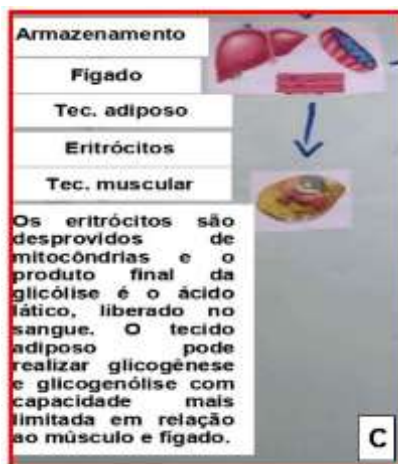 Armazenamento
Fígado
Tec. adiposo
Eritrócitos
Tec. muscular
Os eritrócitos são
desprovidos de
mitocôndrias e o
produto final da
glicólise é o ácido
lático, liberado no
sangue. O tecido
adiposo pode
realizar glicogênese
e glicogenólise com
capacidade mais
limitada em relação
ao músculo e fígado.
C